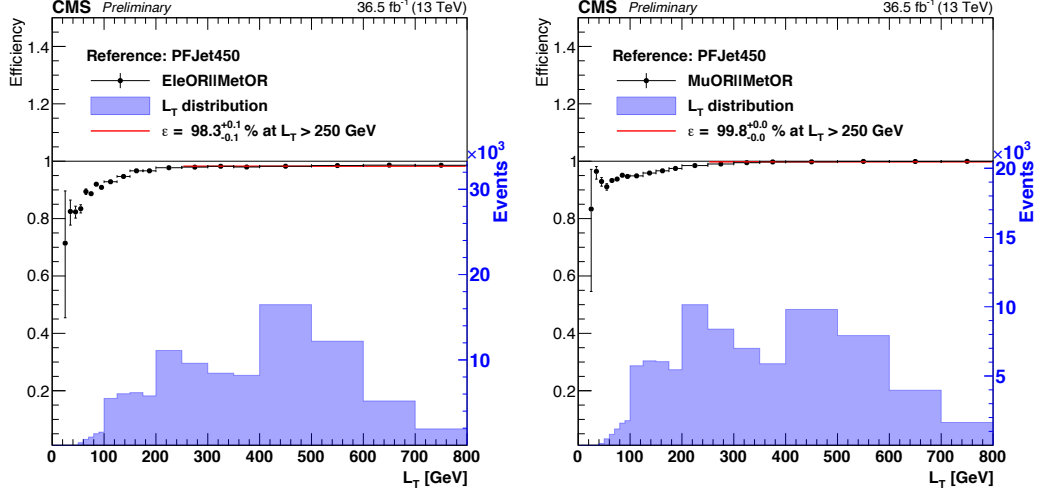 CMS Preliminary 36.5 fb⁻¹ (13 TeV)
Efficiency
1.4
1.2
1
0.8
0.6
0.4
0.2
Reference: PFJet450
EleOR||MetOR
L_T distribution
ε = 98.3 +0.1 -0.1 % at L_T > 250 GeV
×10³
30
20
10
Events
0 100 200 300 400 500 600 700 800
L_T [GeV]
CMS Preliminary 36.5 fb⁻¹ (13 TeV)
Efficiency
1.4
1.2
1
0.8
0.6
0.4
0.2
Reference: PFJet450
MuOR||MetOR
L_T distribution
ε = 99.8 +0.0 -0.0 % at L_T > 250 GeV
×10³
20
15
10
5
Events
0 100 200 300 400 500 600 700 800
L_T [GeV]